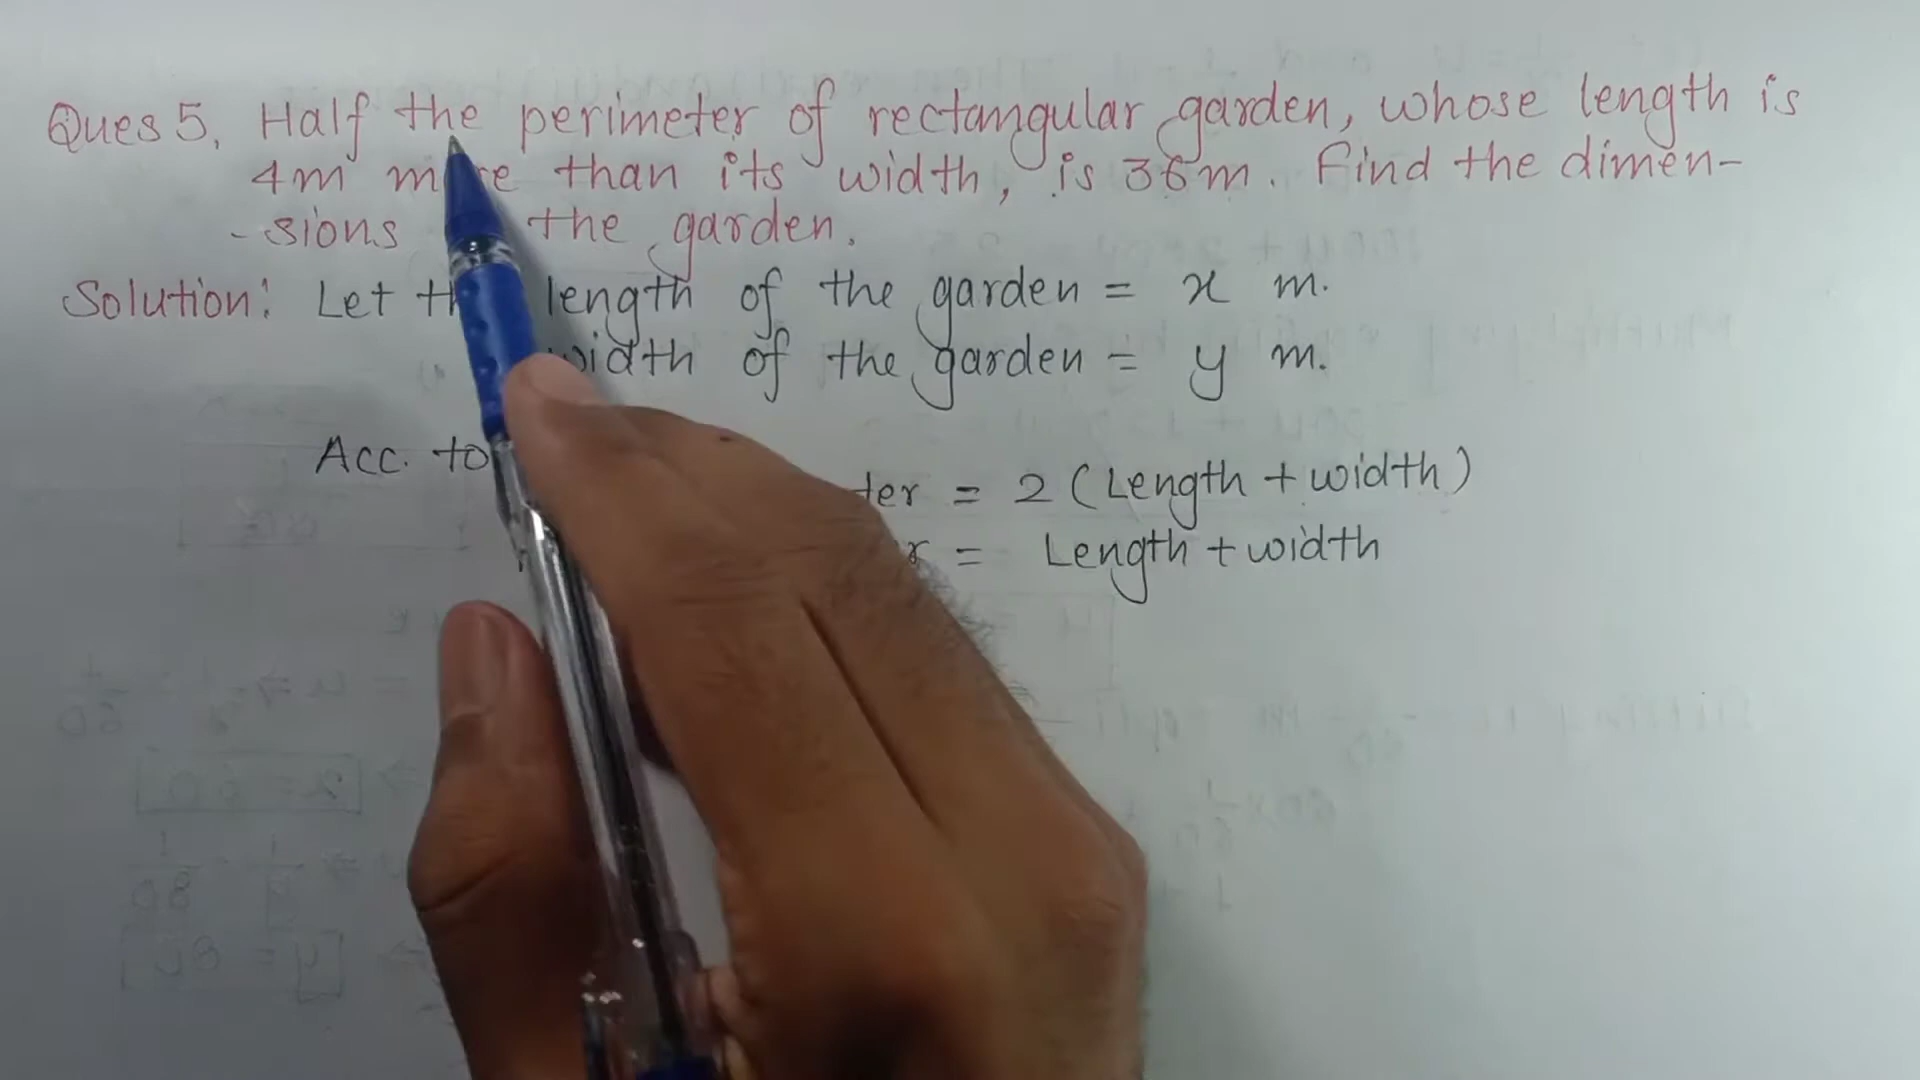 Ques 5. Half the perimeter of rectangular garden, whose length is
4m more than its width, is 36m. Find the dimen-
-sions the garden.
Solution: Let length of the garden = x m.
width of the garden = y m.
Acc. to
= 2 (Length + width)
= Length + width